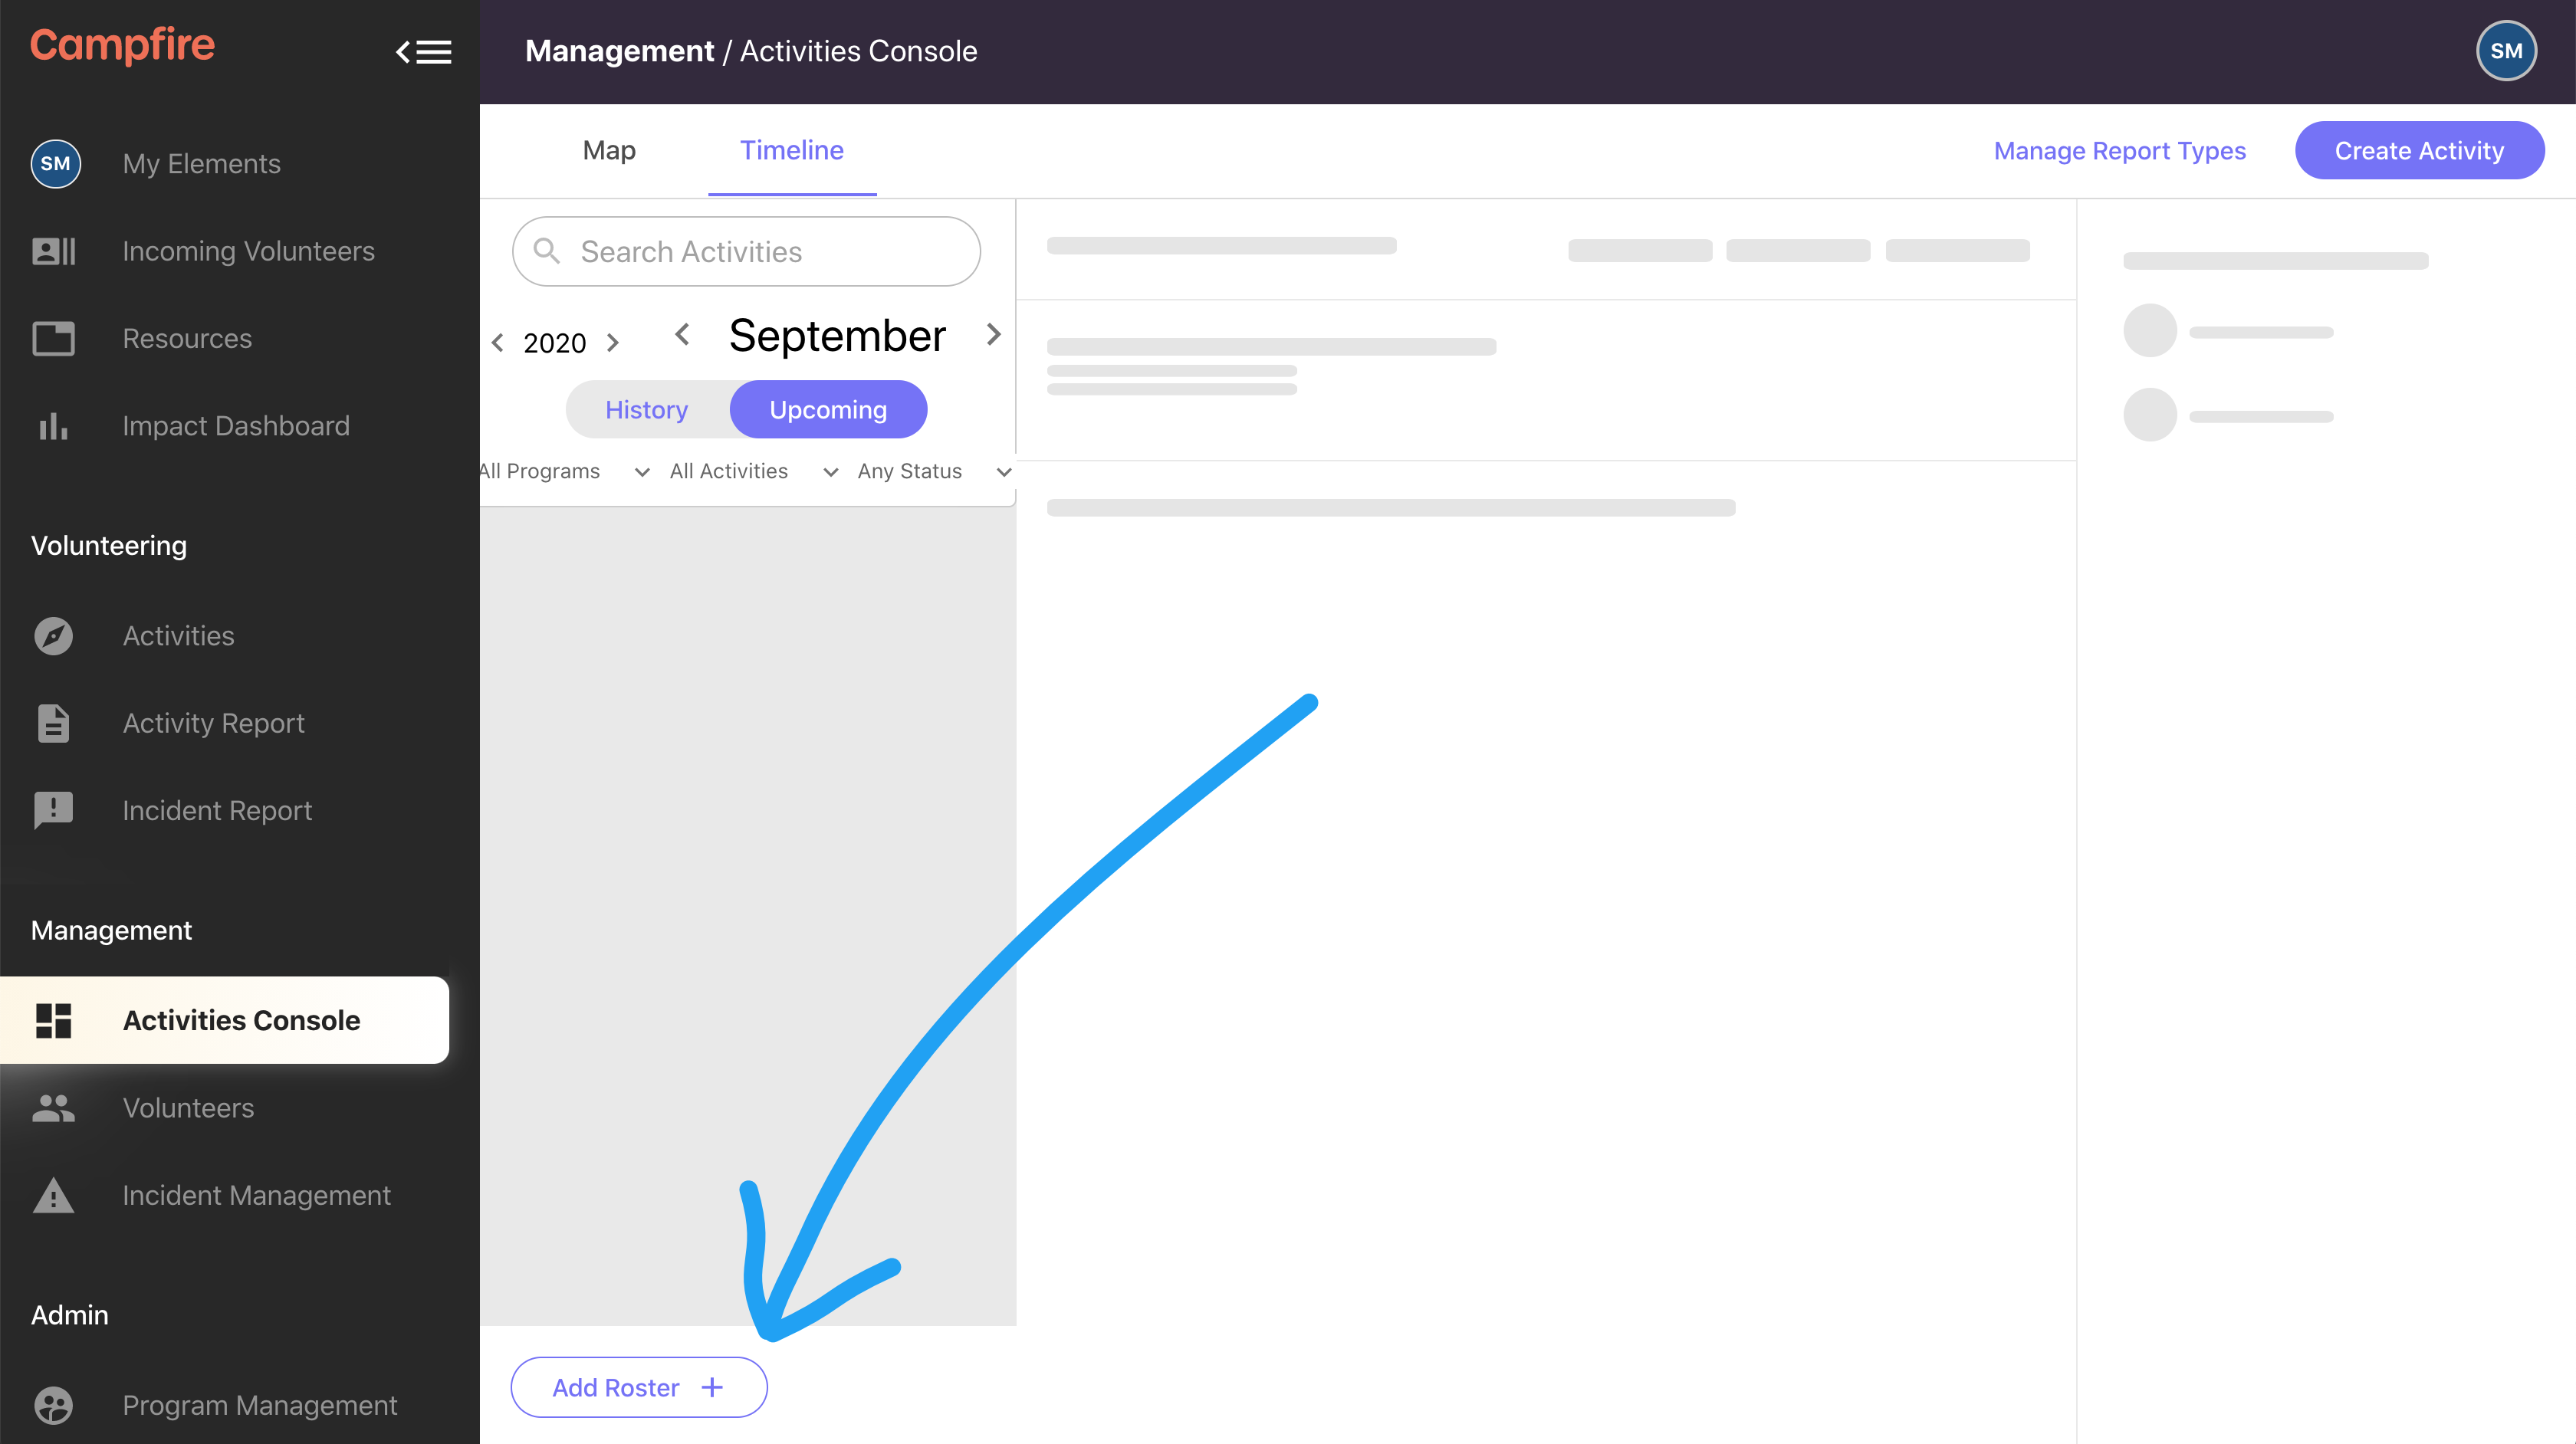 Campfire
Management / Activities Console
SM
SM
My Elements
Incoming Volunteers
Resources
Impact Dashboard
Volunteering
Activities
Activity Report
Incident Report
Management
Activities Console
Volunteers
Incident Management
Admin
Program Management
Map
Timeline
Manage Report Types
Create Activity
Search Activities
2020
September
History
Upcoming
All Programs
All Activities
Any Status
Add Roster +